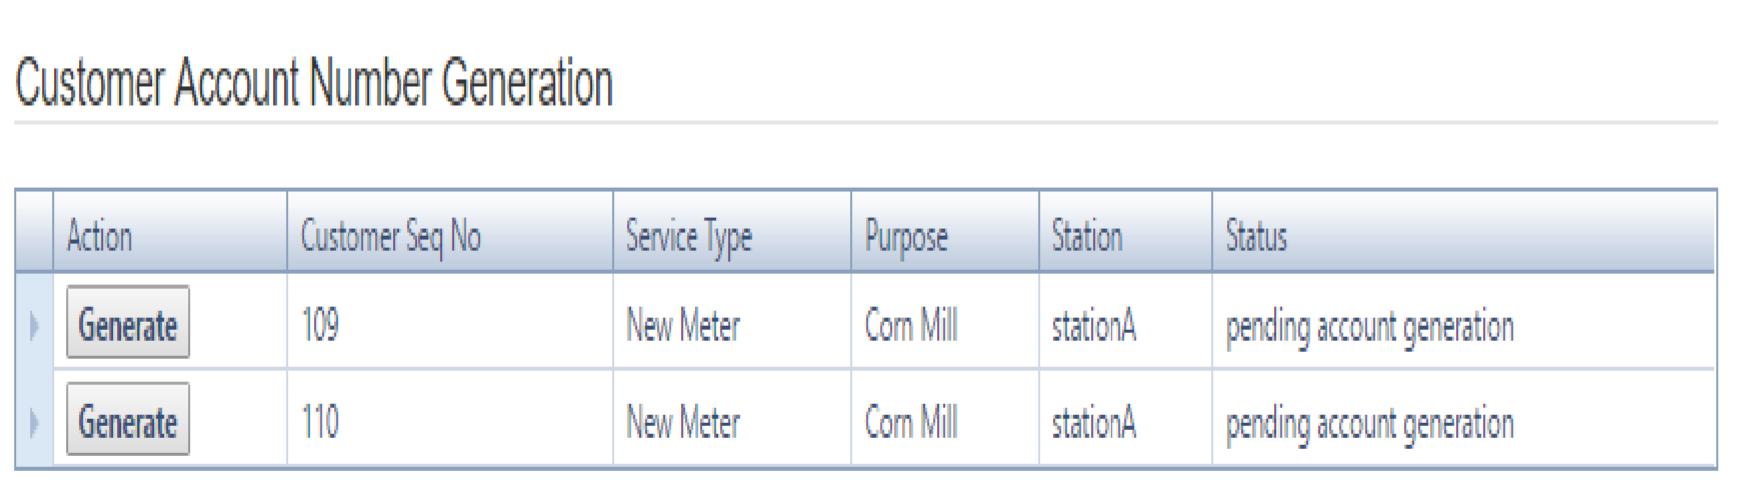 Customer Account Number Generation
Action Customer Seq No Service Type Purpose Station Status
Generate 109 New Meter Corn Mill stationA pending account generation
Generate 110 New Meter Corn Mill stationA pending account generation